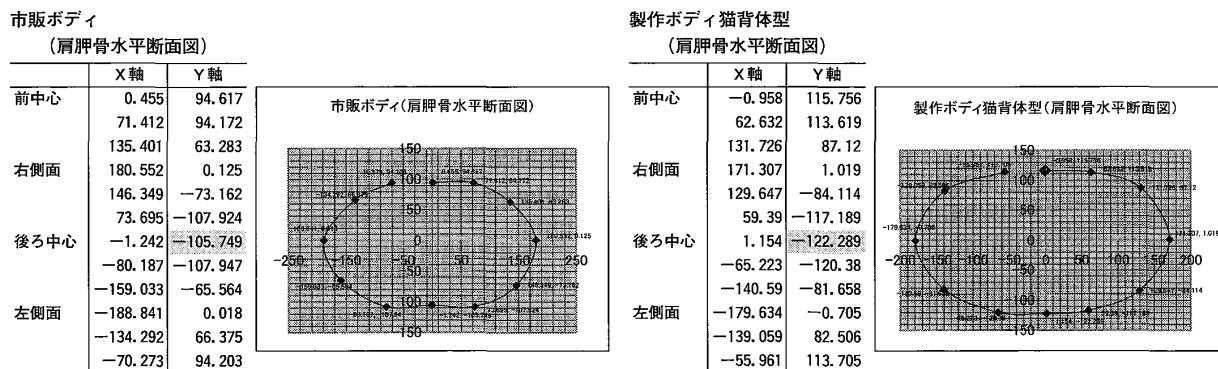 市販ボディ
(肩胛骨水平断面図)
X軸 Y軸
前中心 0.455 94.617
71.412 94.172
135.401 63.283
右側面 180.552 0.125
146.349 −73.162
73.695 −107.924
後ろ中心 −1.242 −105.749
−80.187 −107.947
−159.033 −65.564
左側面 −188.841 0.018
−134.292 66.375
−70.273 94.203
市販ボディ(肩胛骨水平断面図)
150
100
50
0
−250 −150 −50 50 150 250
50
100
150
製作ボディ猫背体型
(肩胛骨水平断面図)
X軸 Y軸
前中心 −0.958 115.756
62.632 113.619
131.726 87.12
右側面 171.307 1.019
129.647 −84.114
59.39 −117.189
後ろ中心 1.154 −122.289
−65.223 −120.38
−140.59 −81.658
左側面 −179.634 −0.705
−139.059 82.506
−55.961 113.705
製作ボディ猫背体型(肩胛骨水平断面図)
150
100
50
0
−200 −150 −100 −50 0 50 100 150 200
50
100
150